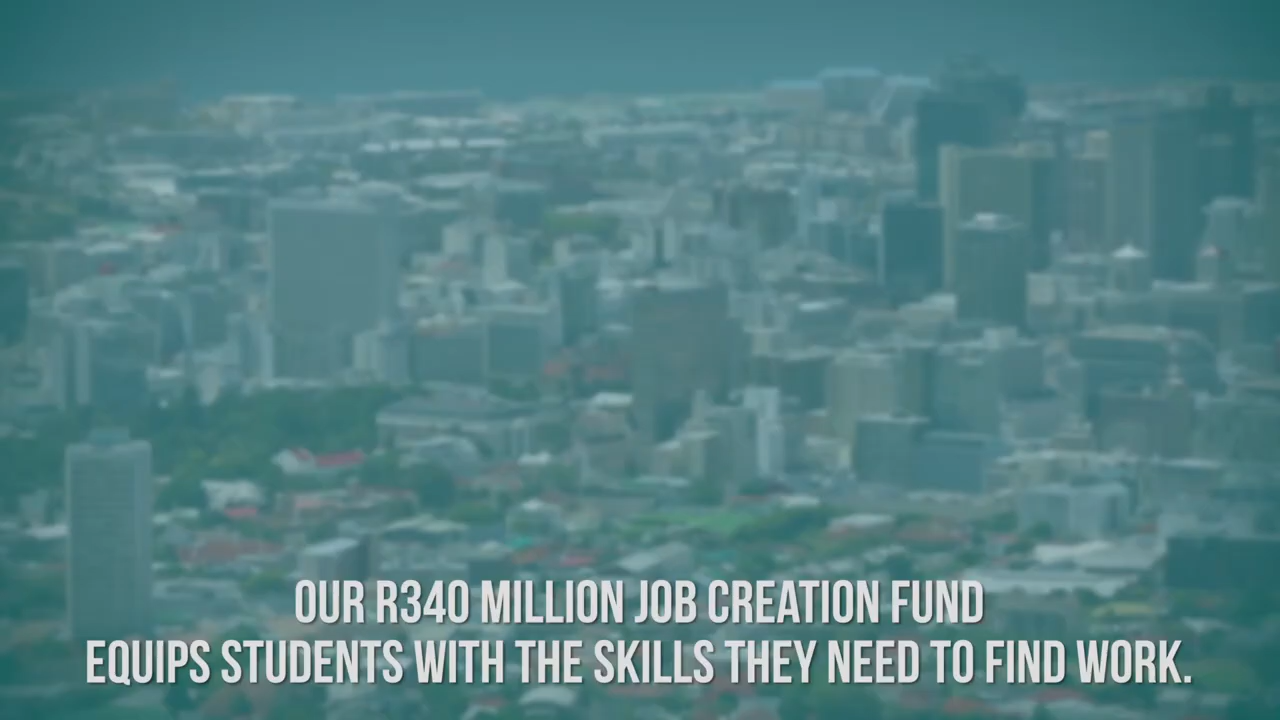 OUR R340 MILLION JOB CREATION FUND
EQUIPS STUDENTS WITH THE SKILLS THEY NEED TO FIND WORK.